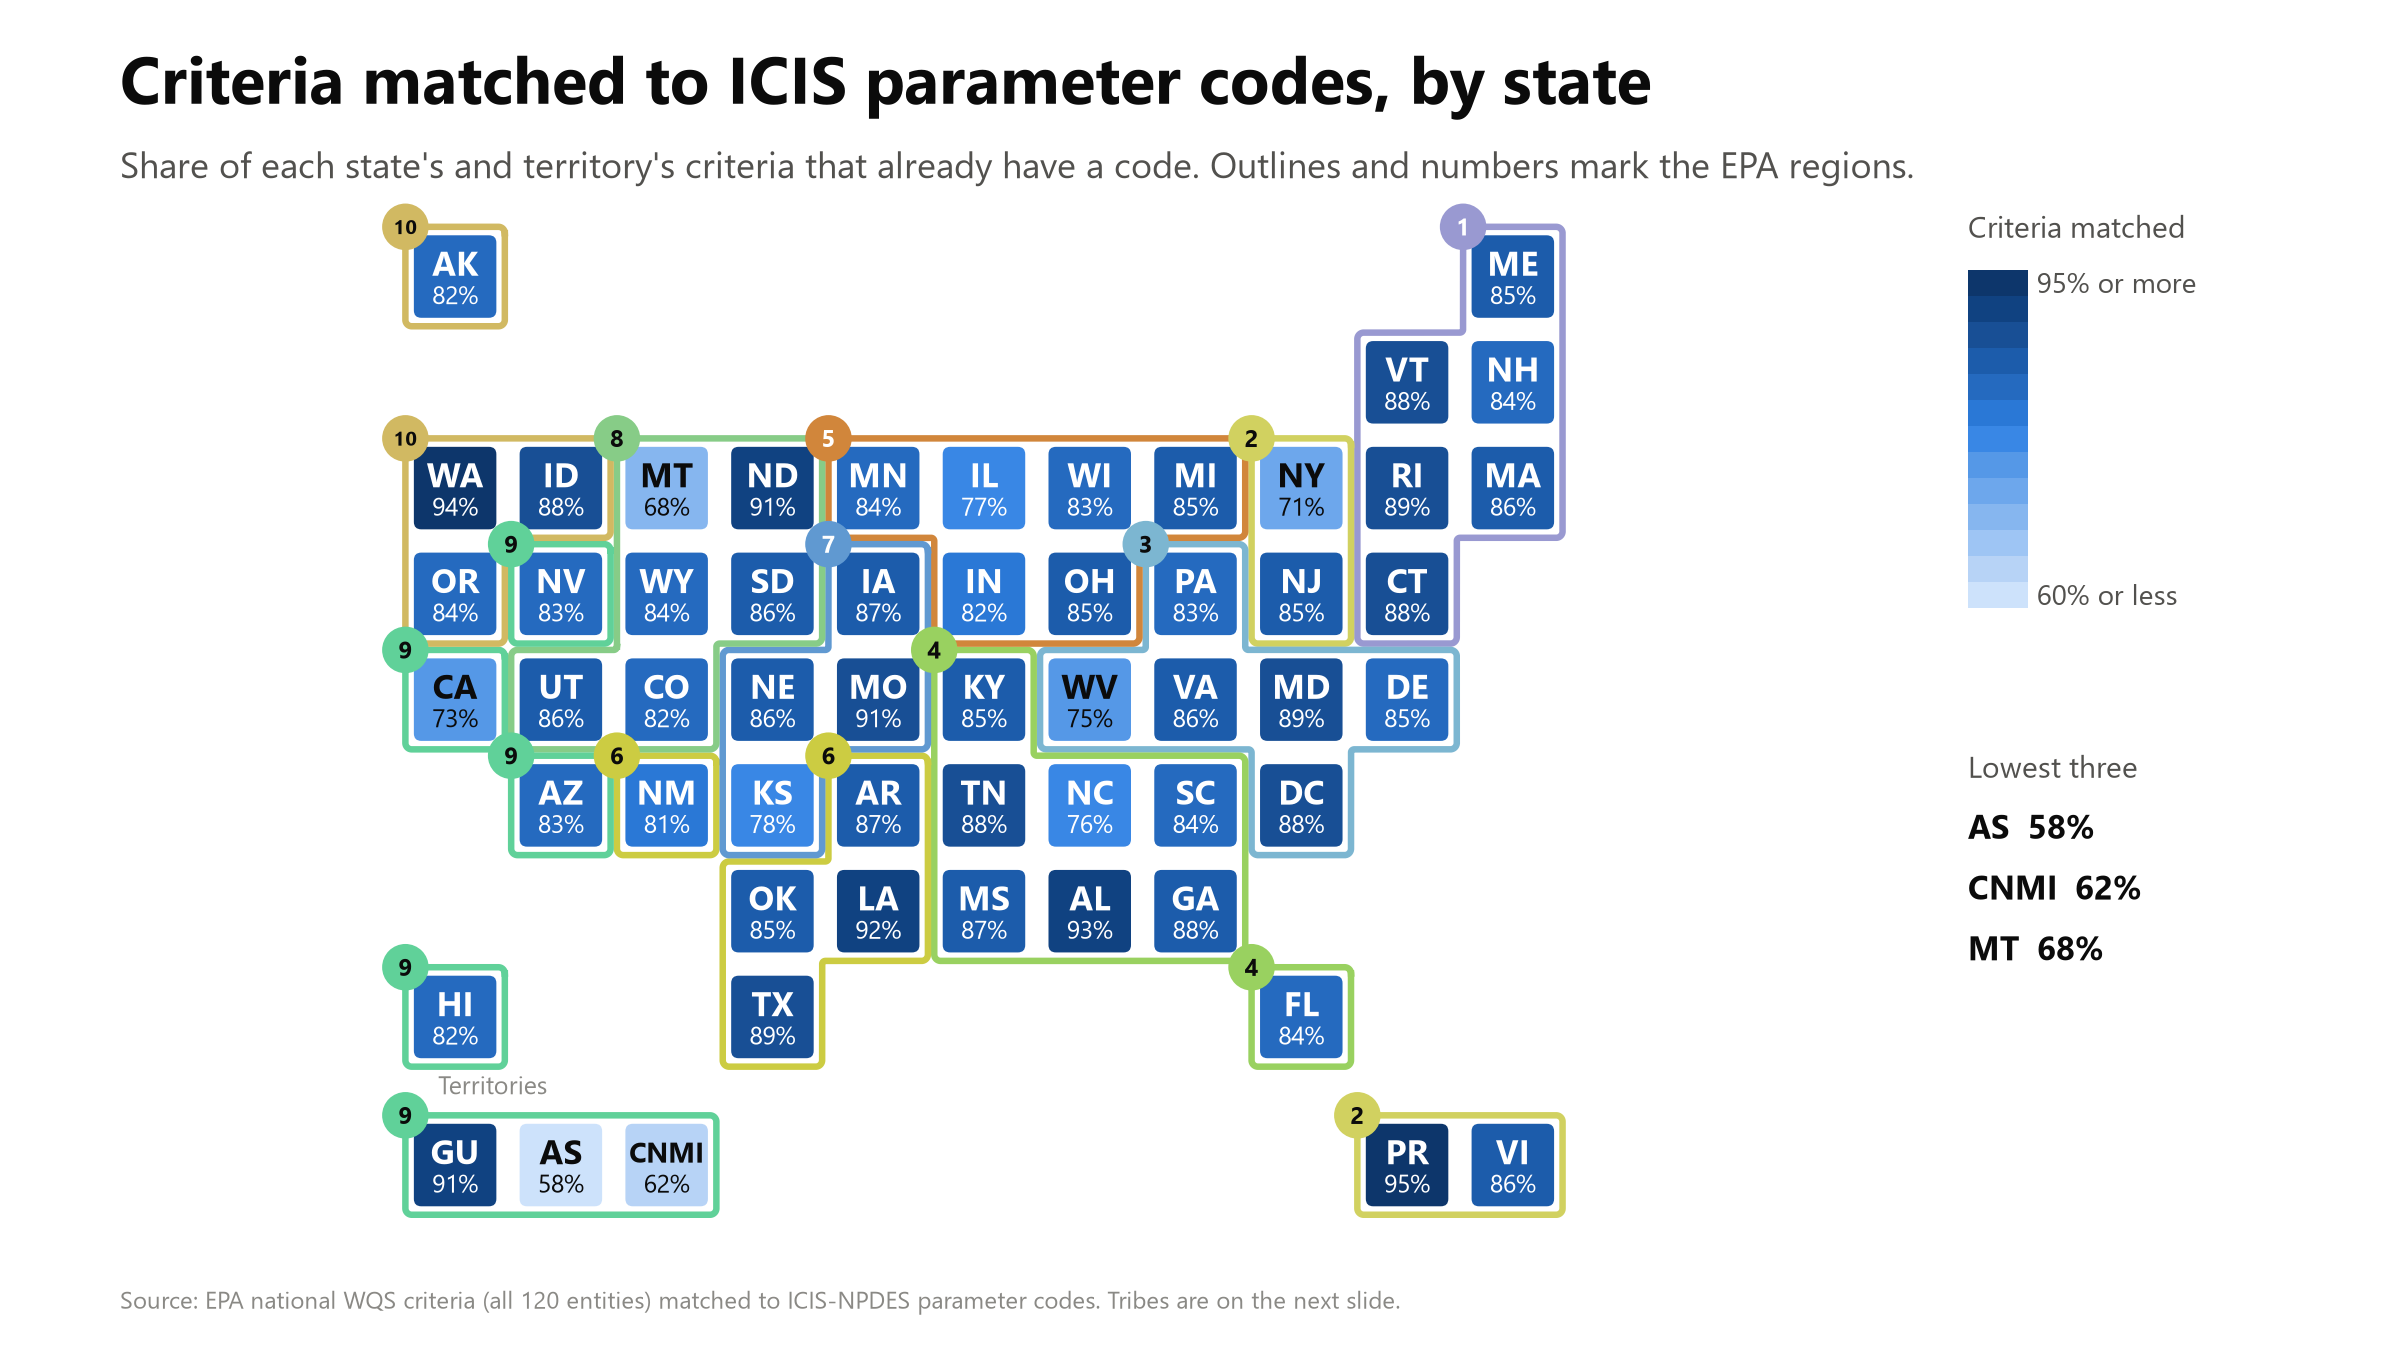 Criteria matched to ICIS parameter codes, by state
Share of each state's and territory's criteria that already have a code. Outlines and numbers mark the EPA regions.
10
1
Criteria matched
AK
82%
ME
85%
95% or more
VT
88%
NH
84%
10
8
5
2
WA
94%
ID
88%
MT
68%
ND
91%
MN
84%
IL
77%
WI
83%
MI
85%
NY
71%
RI
89%
MA
86%
9
7
3
OR
84%
NV
83%
WY
84%
SD
86%
IA
87%
IN
82%
OH
85%
PA
83%
NJ
85%
CT
88%
60% or less
9
4
CA
73%
UT
86%
CO
82%
NE
86%
MO
91%
KY
85%
WV
75%
VA
86%
MD
89%
DE
85%
9
6
6
AZ
83%
NM
81%
KS
78%
AR
87%
TN
88%
NC
76%
SC
84%
DC
88%
Lowest three
AS 58%
CNMI 62%
MT 68%
OK
85%
LA
92%
MS
87%
AL
93%
GA
88%
9
4
HI
82%
TX
89%
FL
84%
Territories
9
2
GU
91%
AS
58%
CNMI
62%
PR
95%
VI
86%
Source: EPA national WQS criteria (all 120 entities) matched to ICIS-NPDES parameter codes. Tribes are on the next slide.